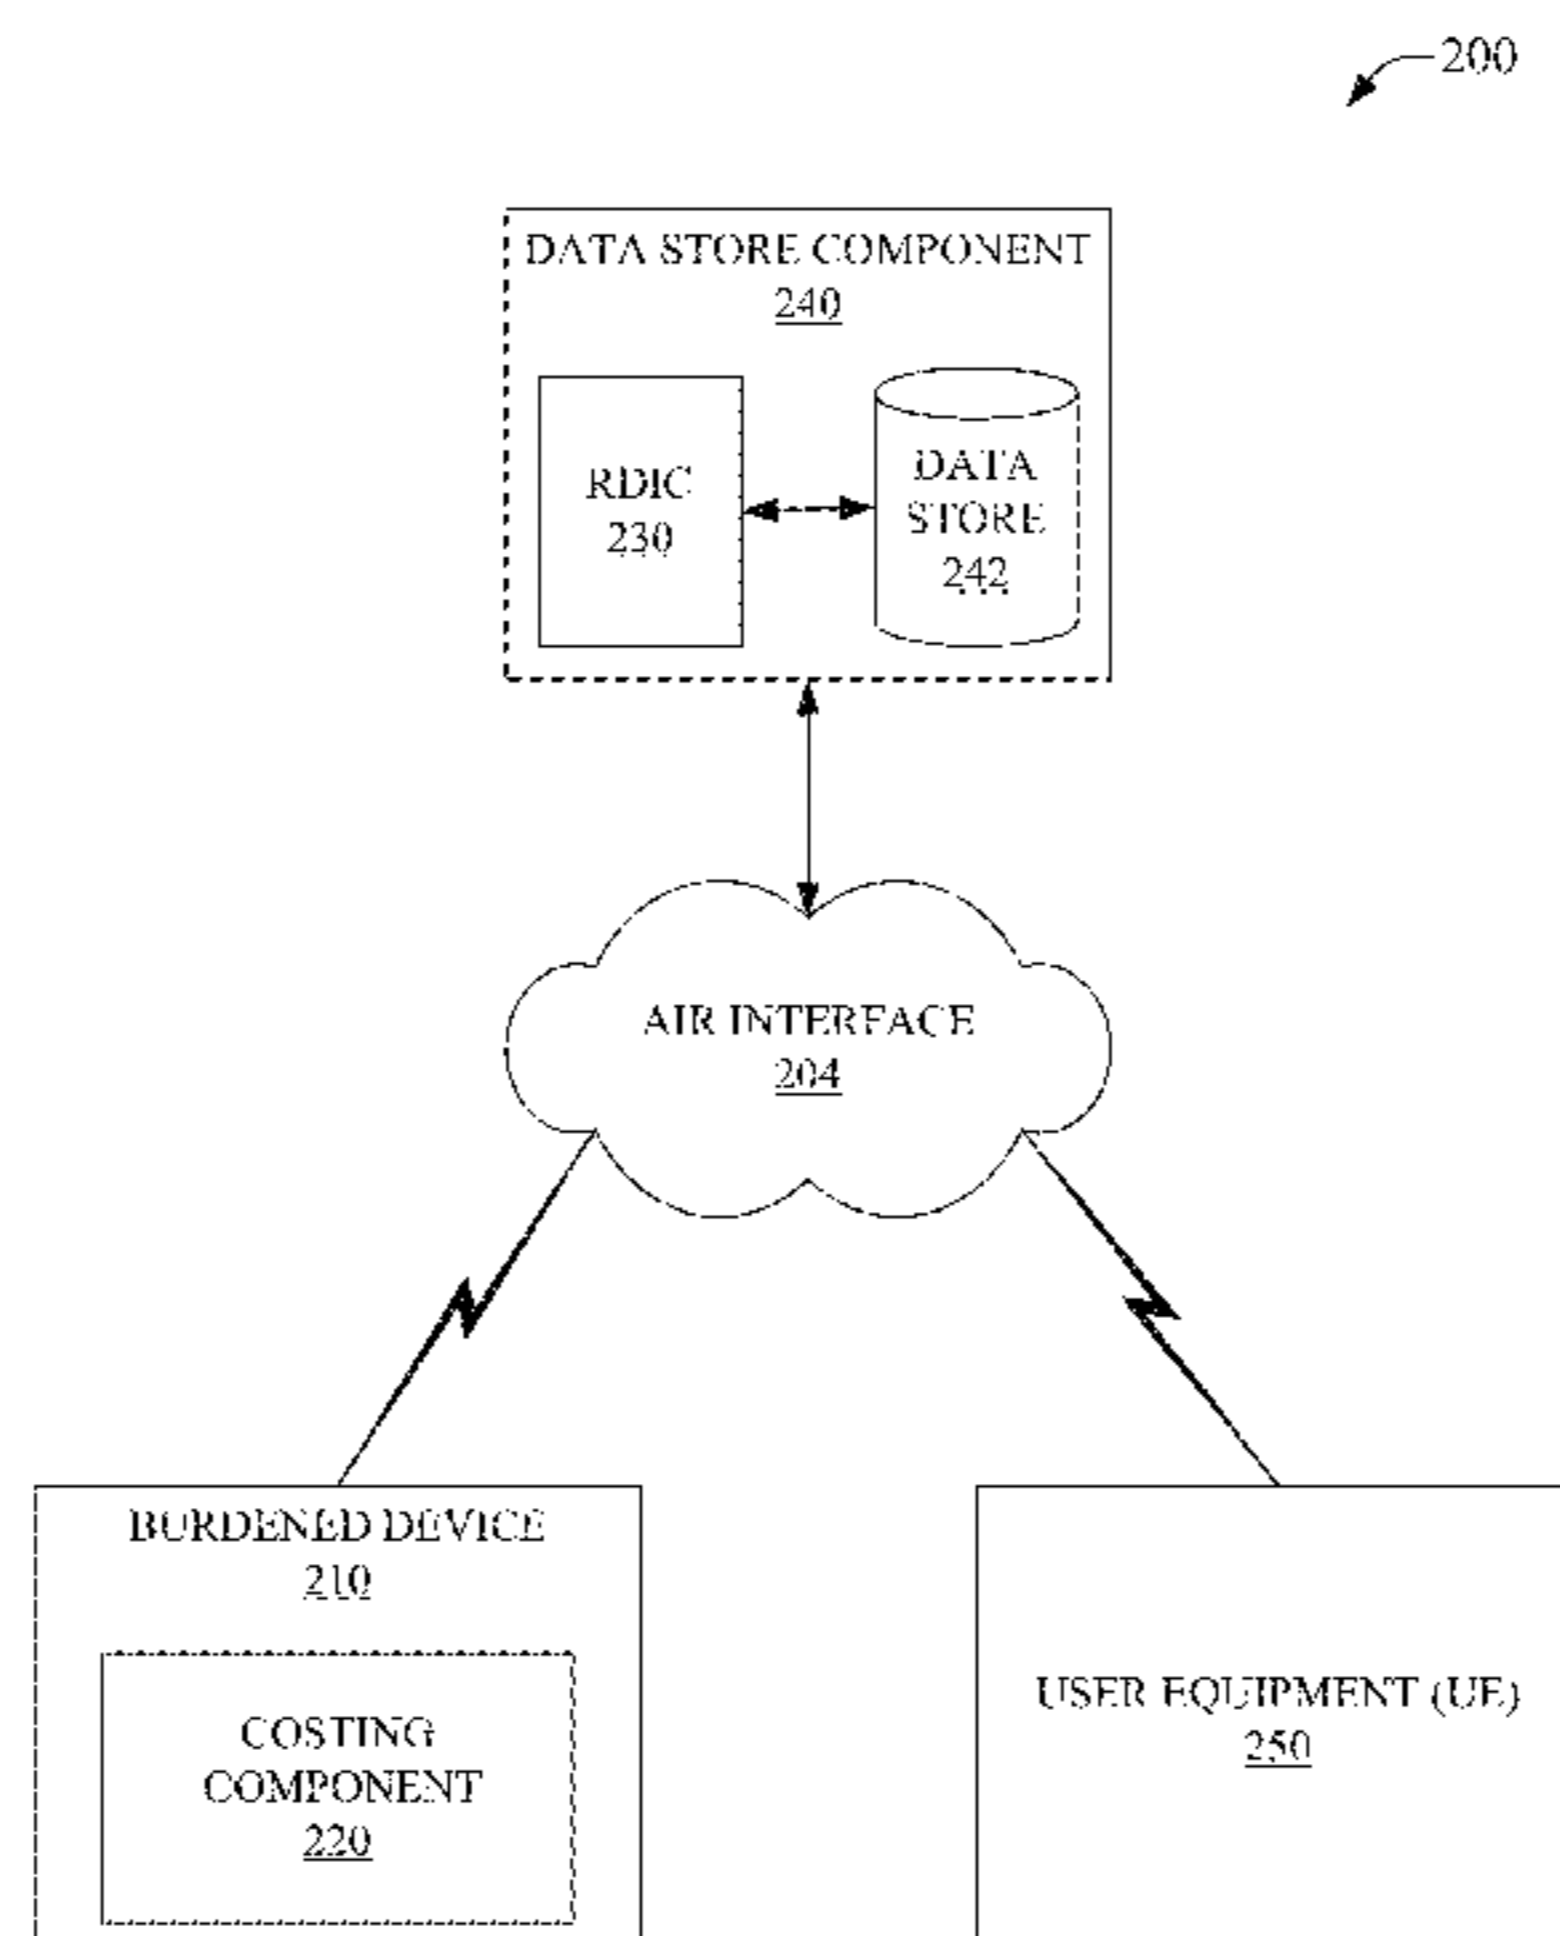 200
DATA STORE COMPONENT
240
RDIC
230
DATA
STORE
242
AIR INTERFACE
204
BURDENED DEVICE
210
COSTING
COMPONENT
220
USER EQUIPMENT (UE)
250